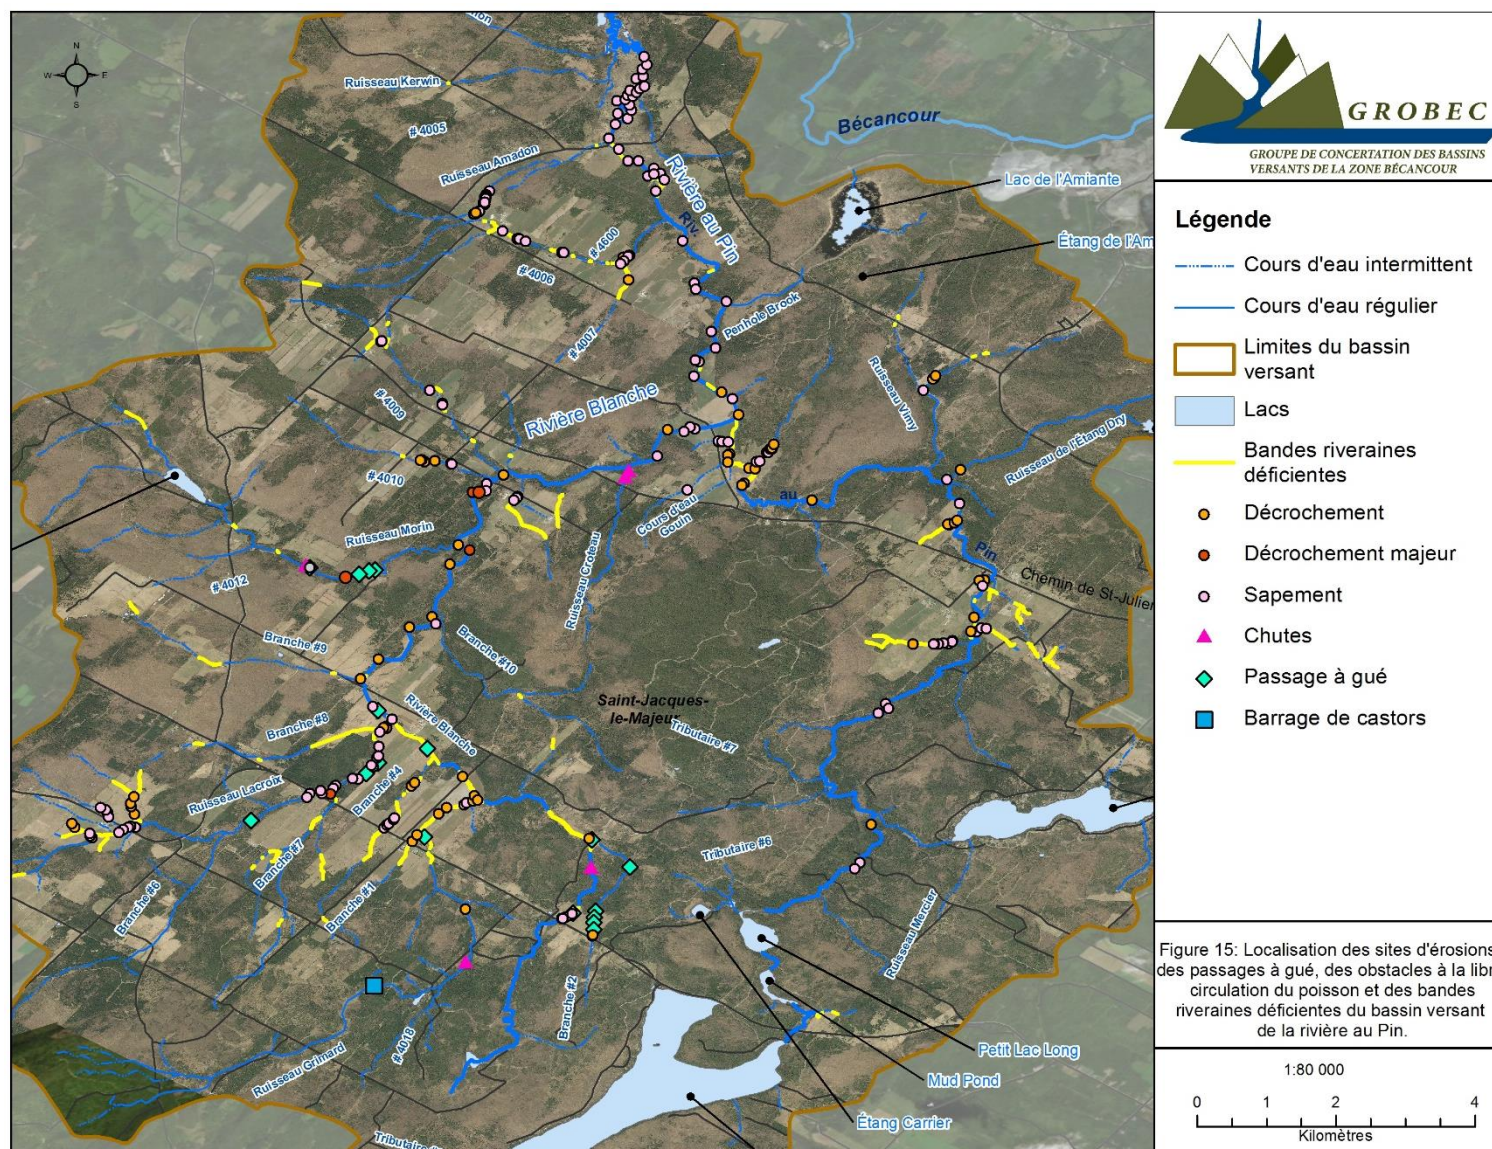 N
W
E
S
Ruisseau Kerwin
# 4005
Ruisseau Amadon
Bécancour
Rivière au Pin
Riv.
Lac de l'Amiante
Étang de l'Am
# 4600
# 4006
# 4007
Penhole Brook
Ruisseau Vimy
# 4009
Rivière Blanche
Ruisseau de l'Étang Dry
# 4010
Cours d'eau
Gouin
au
Ruisseau Morin
Pin
# 4012
Ruisseau Croteau
Chemin de St-Julien
Branche #9
Branche #10
Saint-Jacques-
le-Majeur
Rivière Blanche
Branche #8
Tributaire #7
Ruisseau Lacroix
Branche #4
Branche #7
Branche #6
Branche #1
Tributaire #6
Ruisseau Mercier
Branche #2
# 4018
Ruisseau Grimard
Petit Lac Long
Mud Pond
Étang Carrier
GROBEC
GROUPE DE CONCERTATION DES BASSINS
VERSANTS DE LA ZONE BÉCANCOUR
Légende
Cours d'eau intermittent
Cours d'eau régulier
Limites du bassin
versant
Lacs
Bandes riveraines
déficientes
Décrochement
Décrochement majeur
Sapement
Chutes
Passage à gué
Barrage de castors
Figure 15: Localisation des sites d'érosions
des passages à gué, des obstacles à la libr
circulation du poisson et des bandes
riveraines déficientes du bassin versant
de la rivière au Pin.
1:80 000
0 1 2 4
Kilomètres